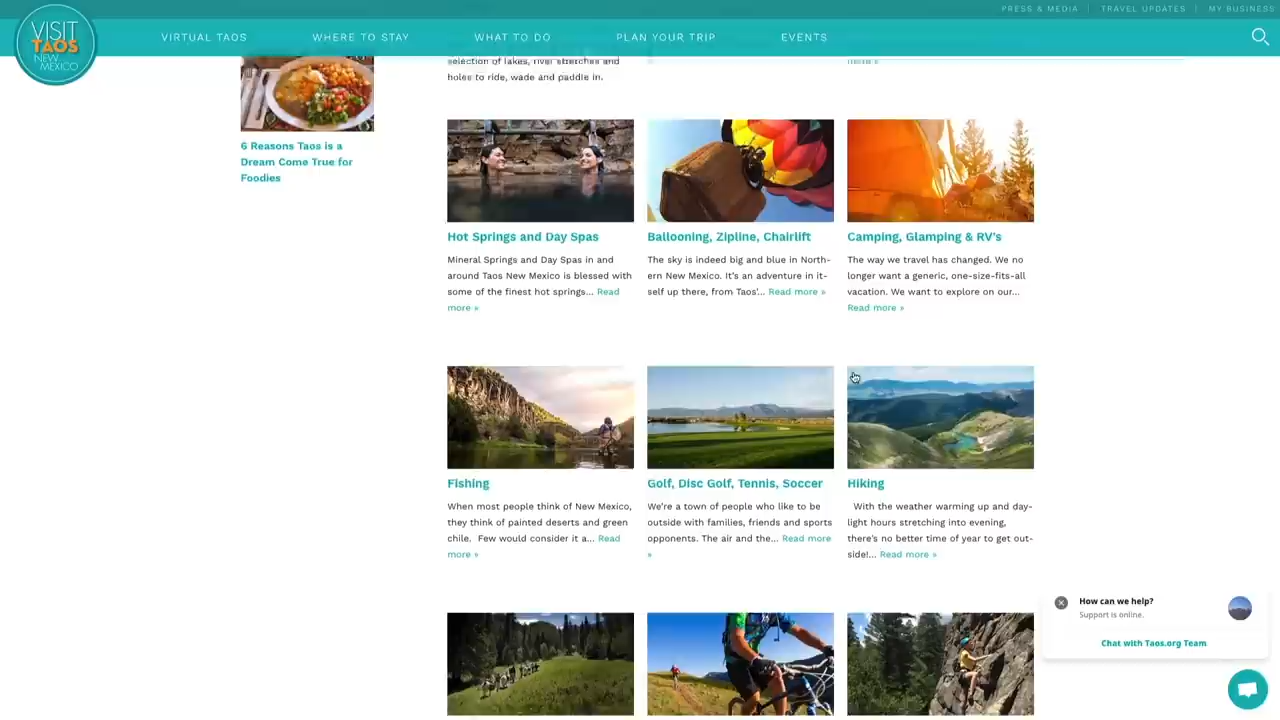 PRESS & MEDIA | TRAVEL UPDATES | MY BUSINESS
VISIT
TAOS
NEW
MEXICO
VIRTUAL TAOS WHERE TO STAY WHAT TO DO PLAN YOUR TRIP EVENTS
selection of lakes, river stretches and
holes to ride, wade and paddle in.
6 Reasons Taos is a
Dream Come True for
Foodies
Hot Springs and Day Spas
Mineral Springs and Day Spas in and
around Taos New Mexico is blessed with
some of the finest hot springs... Read
more »
Ballooning, Zipline, Chairlift
The sky is indeed big and blue in North-
ern New Mexico. It's an adventure in it-
self up there, from Taos'... Read more »
Camping, Glamping & RV's
The way we travel has changed. We no
longer want a generic, one-size-fits-all
vacation. We want to explore on our...
Read more »
Fishing
When most people think of New Mexico,
they think of painted deserts and green
chile. Few would consider it a... Read
more »
Golf, Disc Golf, Tennis, Soccer
We're a town of people who like to be
outside with families, friends and sports
opponents. The air and the... Read more
»
Hiking
With the weather warming up and day-
light hours stretching into evening,
there's no better time of year to get out-
side!... Read more »
How can we help?
Support is online.
Chat with Taos.org Team